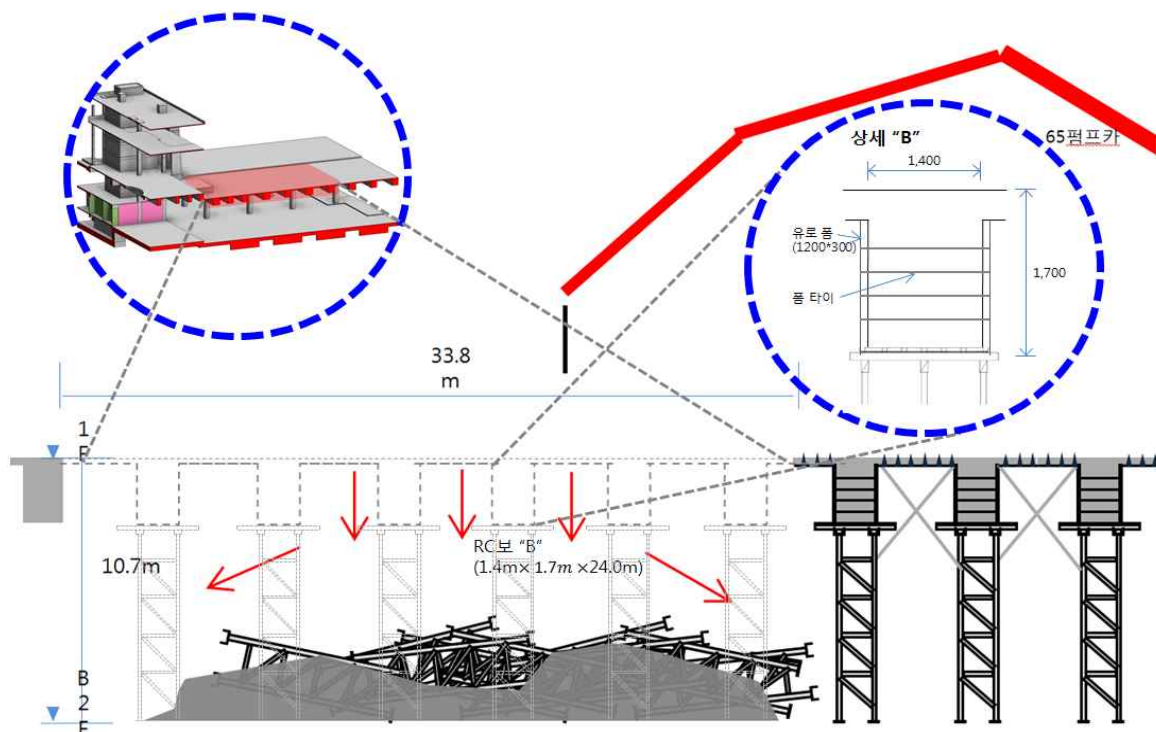 상세 “B”
65펌프카
1,400
유로 폼
(1200*300)
폼 타이
1,700
33.8
m
1
F
RC보 “B”
(1.4m× 1.7m ×24.0m)
10.7m
B
2
F